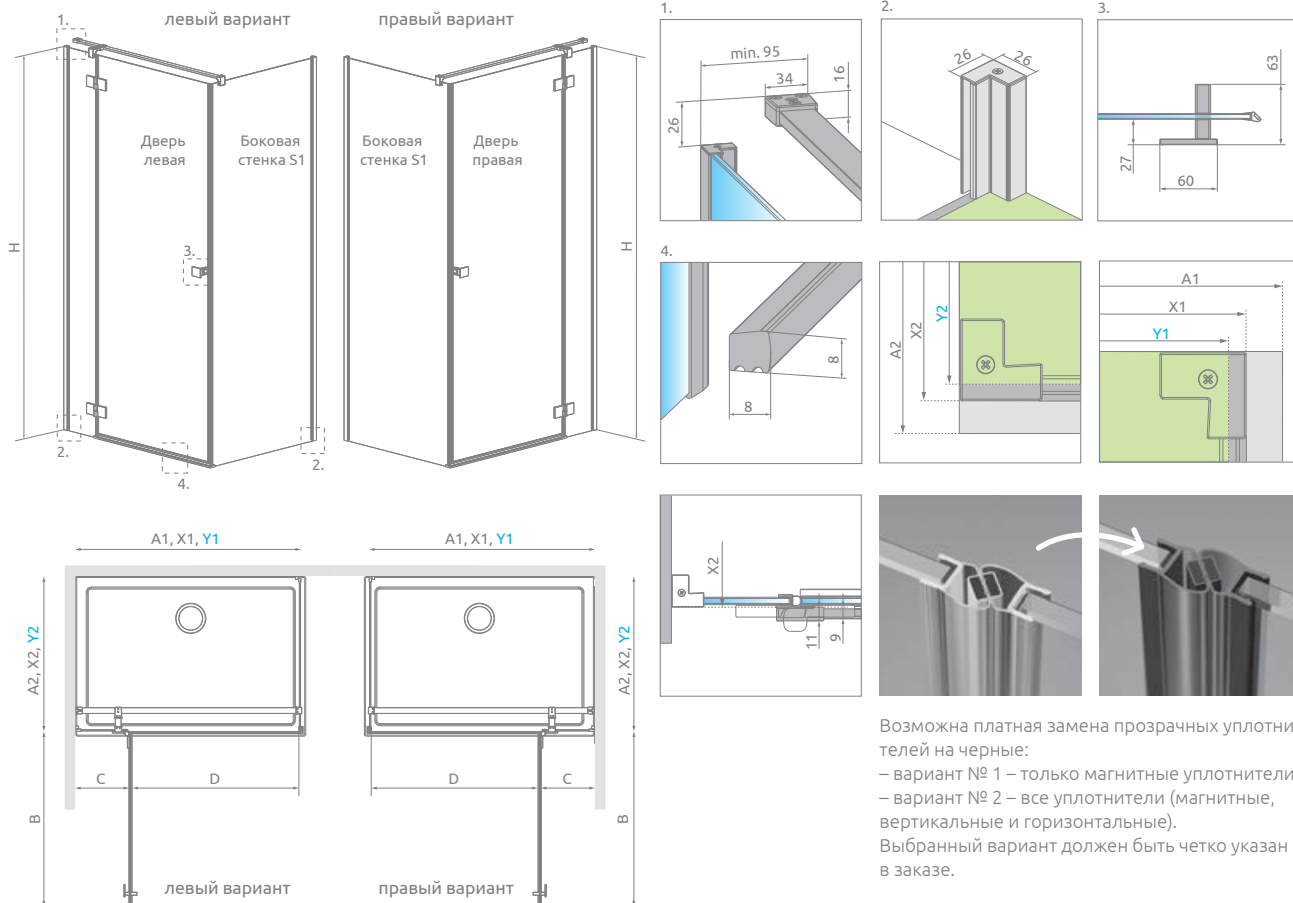 левый вариант
правый вариант
1.
H
Дверь
левая
Боковая
стенка S1
3.
2.
4.
2.
Боковая
стенка S1
Дверь
правая
H
1.
min. 95
34
16
26
2.
26
26
3.
63
27
60
4.
8
8
A2
X2
Y2
A1
X1
Y1
A1, X1, Y1
A1, X1, Y1
A2, X2, Y2
A2, X2, Y2
C
D
D
C
B
B
левый вариант
правый вариант
X2
11
9
Возможна платная замена прозрачных уплотни
телей на черные:
– вариант № 1 – только магнитные уплотнители
– вариант № 2 – все уплотнители (магнитные,
вертикальные и горизонтальные).
Выбранный вариант должен быть четко указан
в заказе.